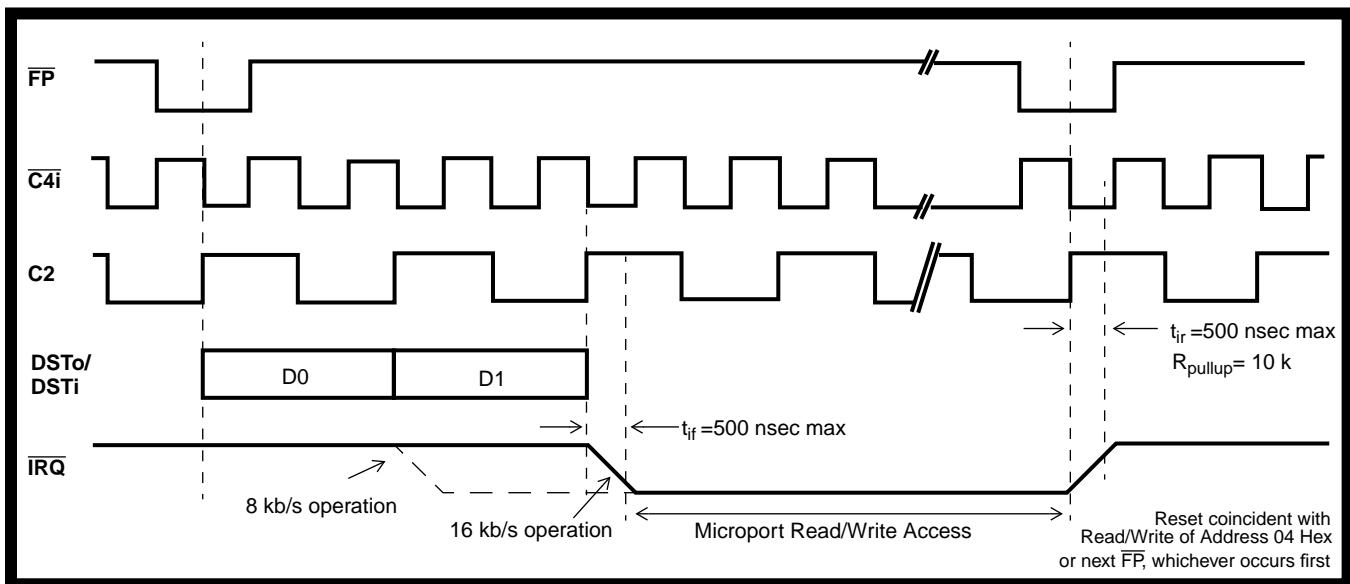 FP
C4i
C2
t_ir =500 nsec max
R_pullup= 10 k
DSTo/
DSTi
D0
D1
t_if =500 nsec max
IRQ
8 kb/s operation
16 kb/s operation
Microport Read/Write Access
Reset coincident with
Read/Write of Address 04 Hex
or next FP, whichever occurs first